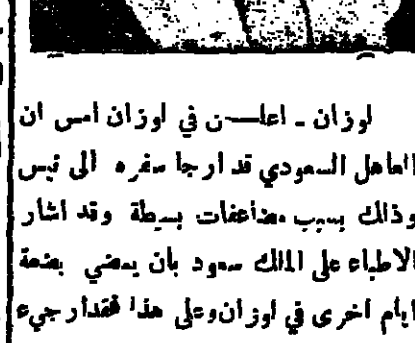 لوزان ـ اعلــن في لوزان امس ان
العاهل السعودي قد ارجا سفره الى نيس
وذلك بسبب مضاعفات بسيطة وقد اشار
الاطباء على الملك سعود بان يمضي بضعة
ايام اخرى في لوزان وعلى هذا فقد ارجيء